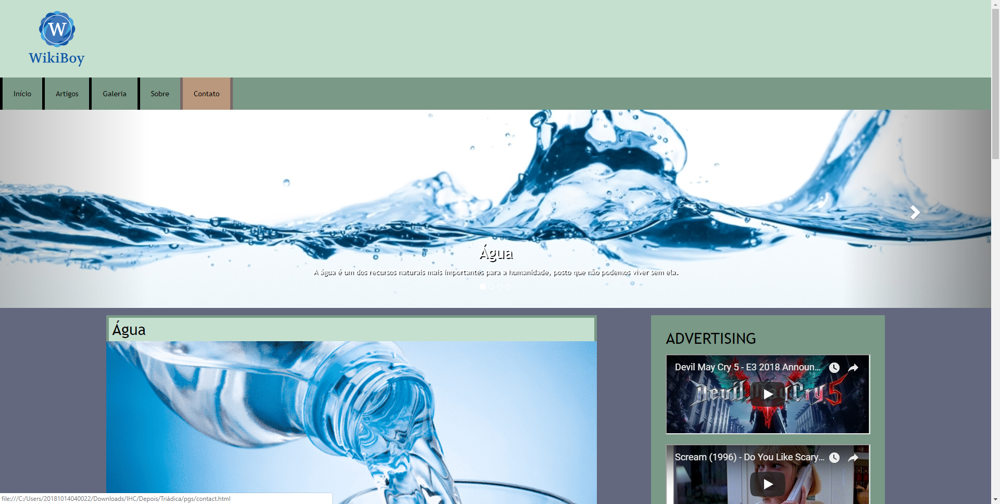 W
WikiBoy
Início
Artigos
Galeria
Sobre
Contato
Água
A água é um dos recursos naturais mais importantes para a humanidade, posto que não podemos viver sem ela.
Água
ADVERTISING
Devil May Cry 5 - E3 2018 Announ...
Devil May Cry 5
Scream (1996) - Do You Like Scary...
file:///C:/Users/20181014040022/Downloads/IHC/Depois/Triádica/pgs/contact.html